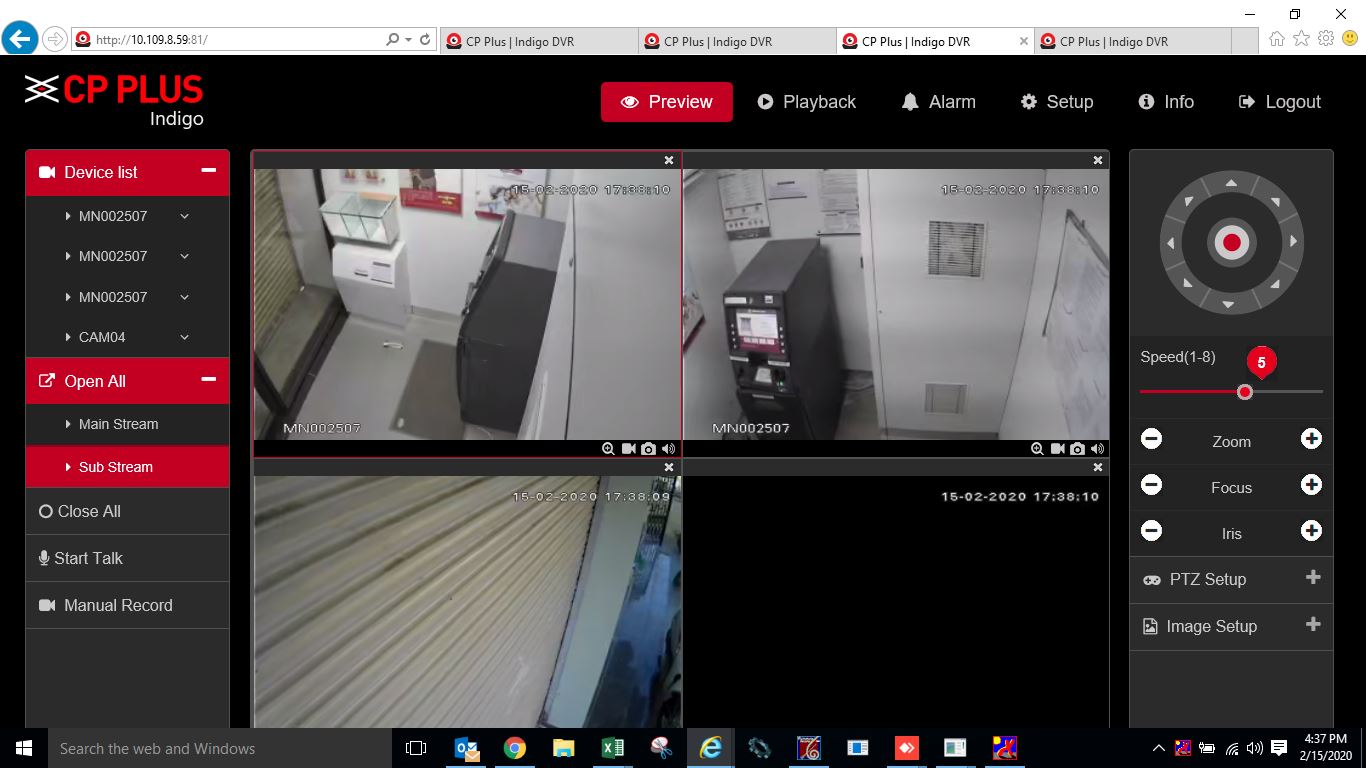 http://10.109.8.59:81/
CP Plus | Indigo DVR
CP Plus | Indigo DVR
CP Plus | Indigo DVR
CP Plus | Indigo DVR
CP PLUS
Indigo
Preview
Playback
Alarm
Setup
Info
Logout
Device list
MN002507
MN002507
MN002507
CAM04
Open All
Main Stream
Sub Stream
Close All
Start Talk
Manual Record
15-02-2020 17:38:10
MN002507
15-02-2020 17:38:10
MN002507
15-02-2020 17:38:09
15-02-2020 17:38:10
Speed(1-8)
5
Zoom
Focus
Iris
PTZ Setup
Image Setup
Search the web and Windows
4:37 PM
2/15/2020